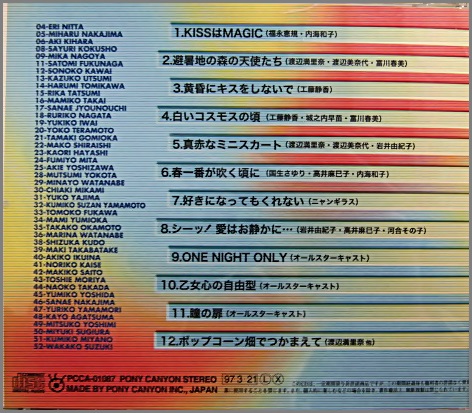 04-ERI NITTA
05-MIHARU NAKAJIMA
06-AKI KIHARA
08-SAYURI KOKUSHO
09-MIKA NAGOYA
11-SATOMI FUKUNAGA
12-SONOKO KAWAI
13-KAZUKO UTSUMI
14-HARUMI TOMIKAWA
15-RIKA TATSUMI
16-MAMIKO TAKAI
17-SANAE JYOUNOUCHI
18-RURIKO NAGATA
19-YUKIKO IWAI
20-YOKO TERAMOTO
21-TAMAKI GOMIOKA
22-MAKO SHIRAISHI
23-KAORI HAYASHI
24-FUMIYO MITA
25-AKIE YOSHIZAWA
28-MUTSUMI YOKOTA
29-MINAYO WATANABE
30-CHIAKI MIKAMI
31-YUKO YAJIMA
32-KUMIKO SUZAN YAMAMOTO
33-TOMOKO FUKAWA
34-MAMI YUMIOKA
35-TAKAKO OKAMOTO
36-MARINA WATANABE
38-SHIZUKA KUDO
39-MAKI TAKABATAKE
40-AKIKO IKUINA
41-NORIKO KAISE
42-MAKIKO SAITO
43-TOSHIE MORIYA
44-NAOKO TAKADA
45-YUMIKO YOSHIDA
46-SANAE NAKAJIMA
47-YURIKO YAMAMORI
48-KAYO AGATSUMA
49-MITSUKO YOSHIMI
50-MIYUKI SUGIURA
51-KUMIKO MIYANO
52-WAKAKO SUZUKI
1.KISSはMAGIC (福永恵規・内海和子)
2.避暑地の森の天使たち (渡辺満里奈・渡辺美奈代・富川春美)
3.黄昏にキスをしないで (工藤静香)
4.白いコスモスの頃 (工藤静香・城之内早苗・富川春美)
5.真赤なミニスカート (渡辺満里奈・渡辺美奈代・岩井由紀子)
6.春一番が吹く頃に (国生さゆり・高井麻巳子・内海和子)
7.好きになってもくれない (ニャンギラス)
8.シーッ! 愛はお静かに… (岩井由紀子・高井麻巳子・河合その子)
9.ONE NIGHT ONLY (オールスターキャスト)
10.乙女心の自由型 (オールスターキャスト)
11.瞳の扉 (オールスターキャスト)
12.ポップコーン畑でつかまえて (渡辺満里奈 他)
PCCA-01087 PONY CANYON STEREO 97·3·21 Ⓛ Ⓧ
MADE BY PONY CANYON INC., JAPAN